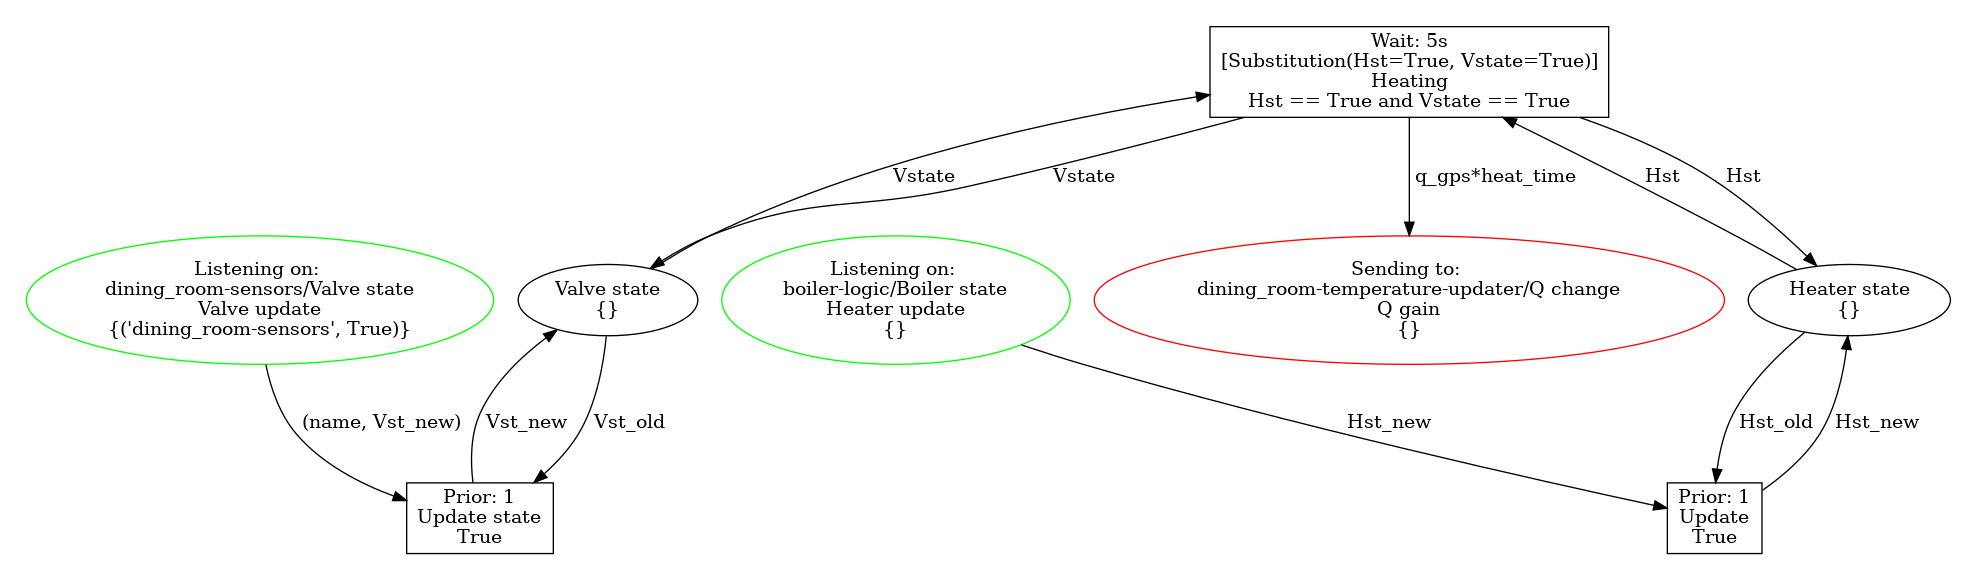 Wait: 5s
[Substitution(Hst=True, Vstate=True)]
Heating
Hst == True and Vstate == True
Vstate
Vstate
q_gps*heat_time
Hst
Hst
Listening on:
dining_room-sensors/Valve state
Valve update
{('dining_room-sensors', True)}
Valve state
{}
Listening on:
boiler-logic/Boiler state
Heater update
{}
Sending to:
dining_room-temperature-updater/Q change
Q gain
{}
Heater state
{}
(name, Vst_new)
Vst_new
Vst_old
Hst_new
Hst_old
Hst_new
Prior: 1
Update state
True
Prior: 1
Update
True